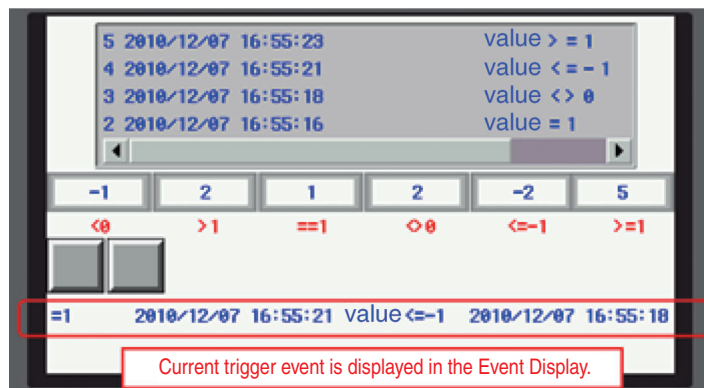 5 2010/12/07 16:55:23 value > = 1
4 2010/12/07 16:55:21 value < = - 1
3 2010/12/07 16:55:18 value <> 0
2 2010/12/07 16:55:16 value = 1
-1 2 1 2 -2 5
<0 >1 ==1 <>0 <=-1 >=1
=1 2010/12/07 16:55:21 value <=-1 2010/12/07 16:55:18
Current trigger event is displayed in the Event Display.